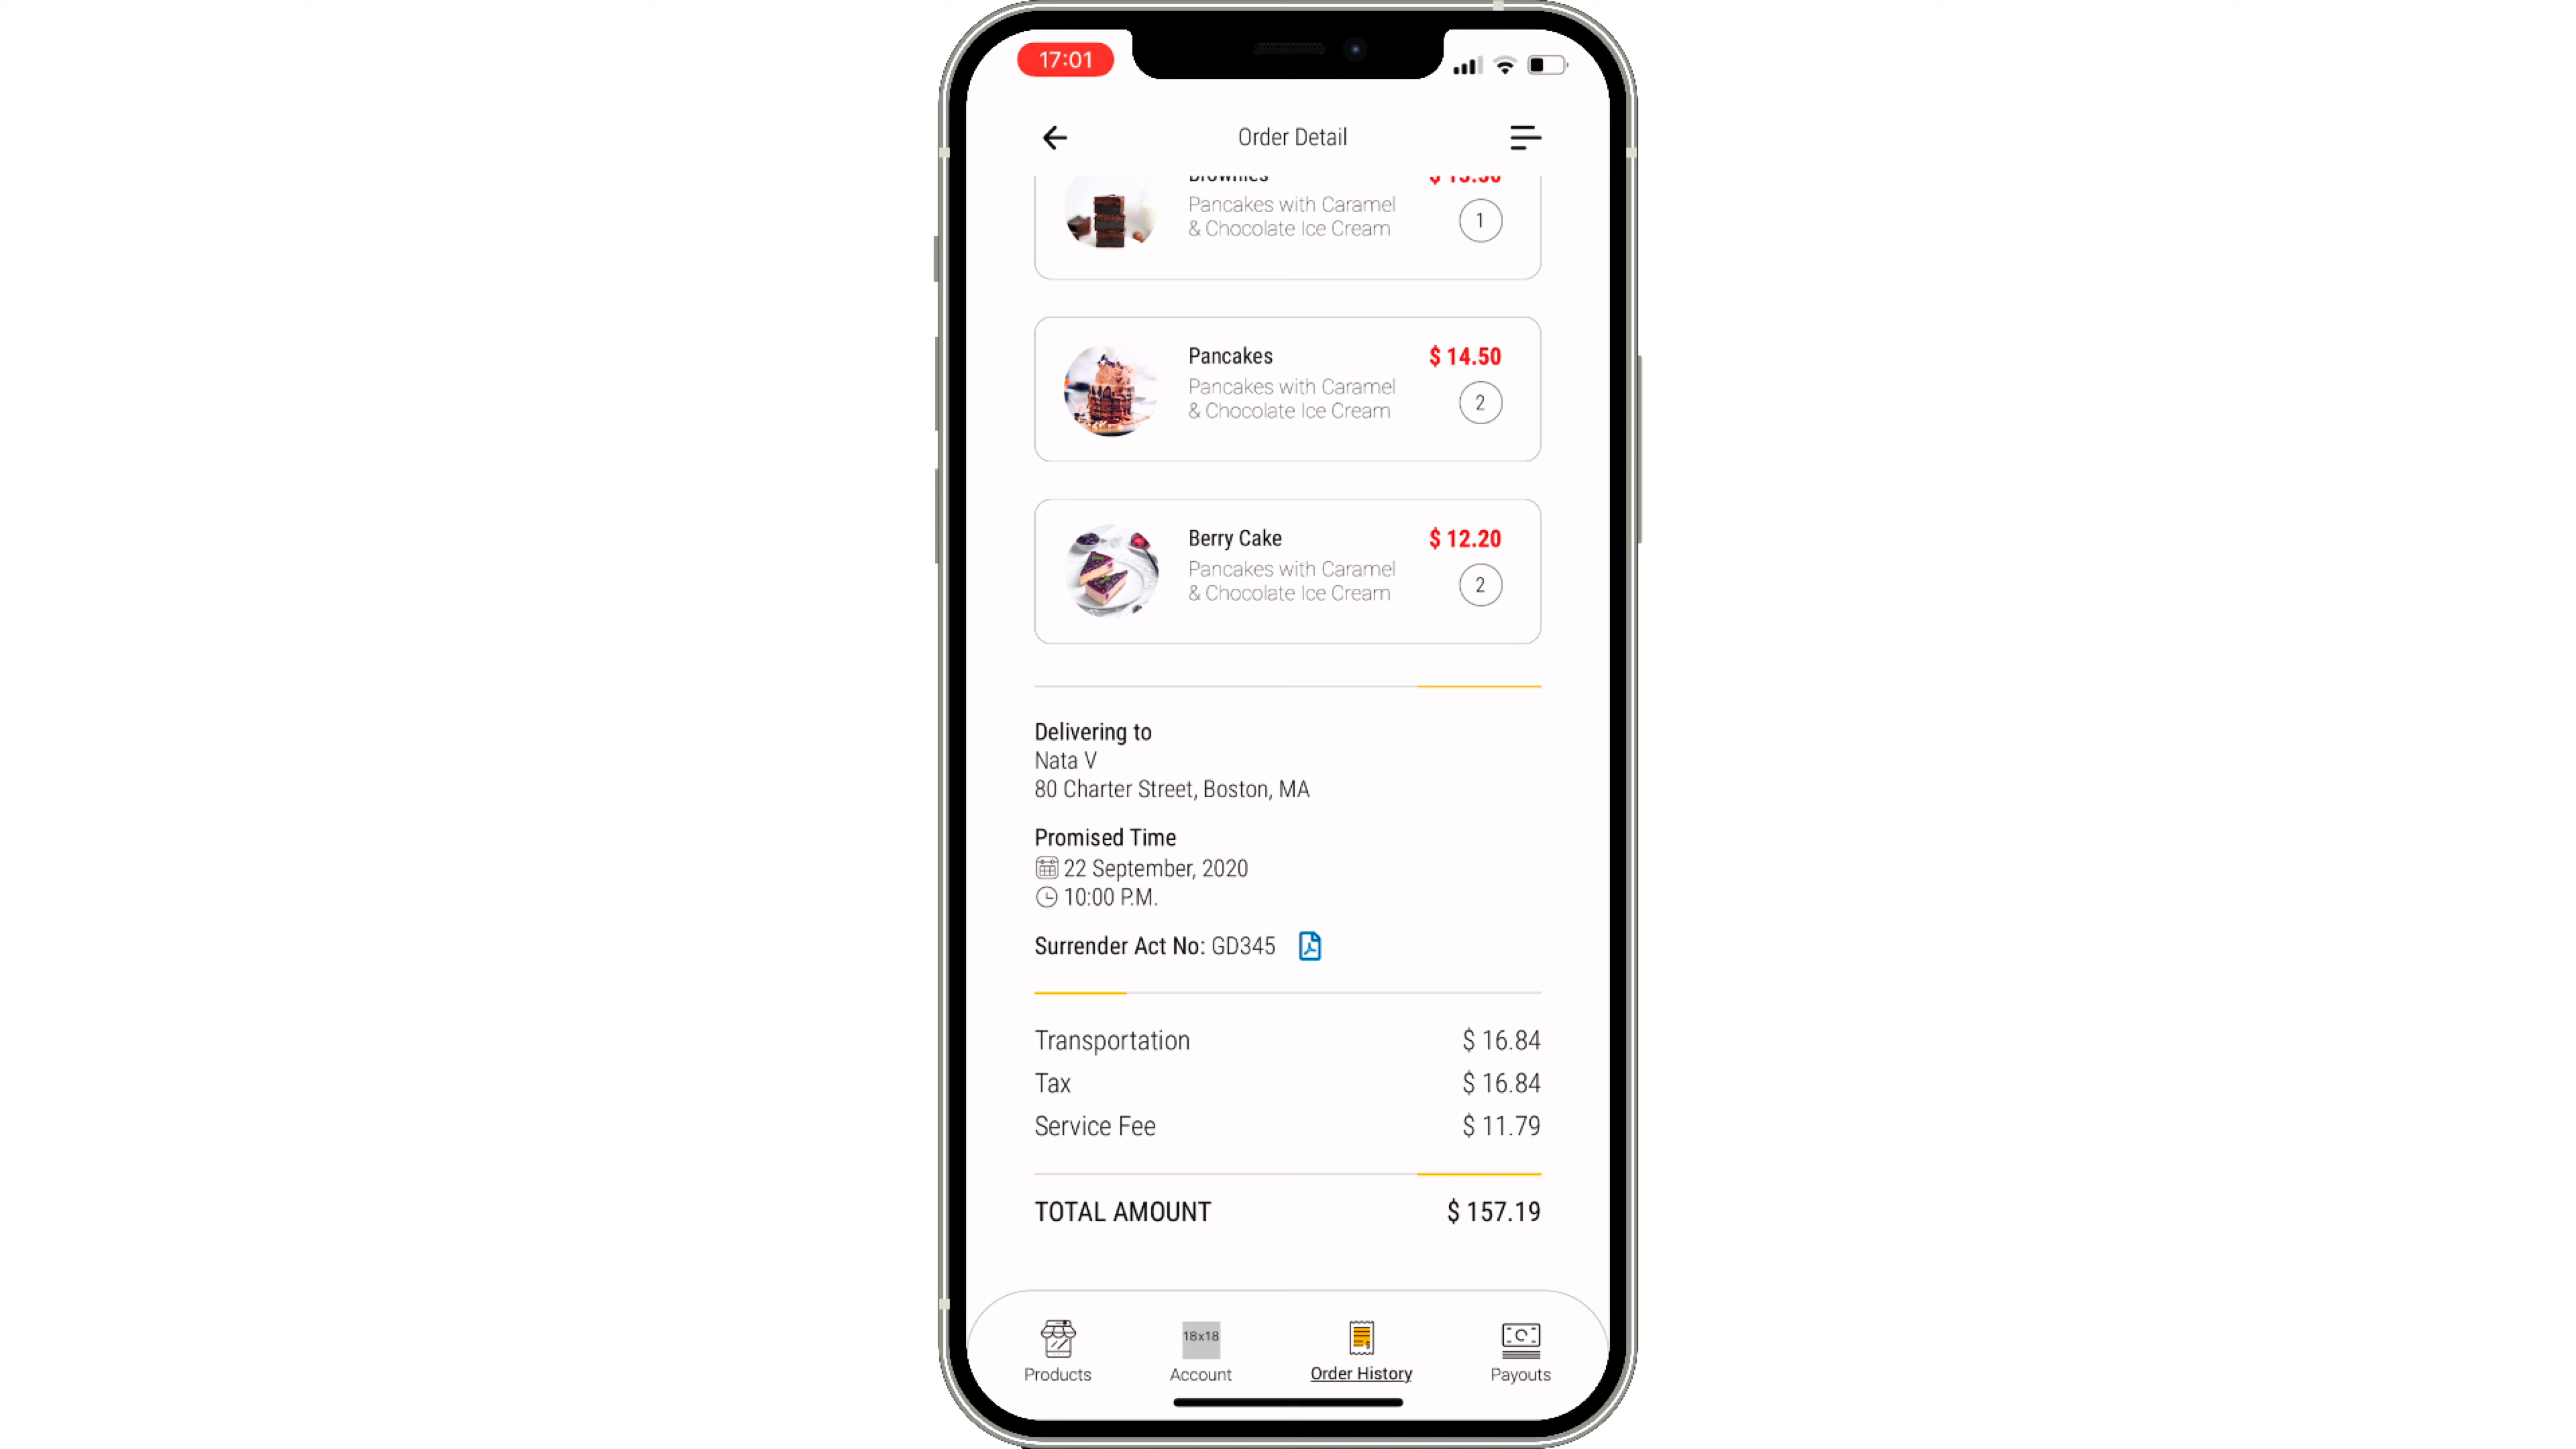 17:01
Order Detail
Brownies
Pancakes with Caramel
& Chocolate Ice Cream
1
Pancakes
$ 14.50
Pancakes with Caramel
& Chocolate Ice Cream
2
Berry Cake
$ 12.20
Pancakes with Caramel
& Chocolate Ice Cream
2
Delivering to
Nata V
80 Charter Street, Boston, MA
Promised Time
22 September, 2020
10:00 P.M.
Surrender Act No: GD345
Transportation $ 16.84
Tax $ 16.84
Service Fee $ 11.79
TOTAL AMOUNT $ 157.19
18x18
Products
Account
Order History
Payouts